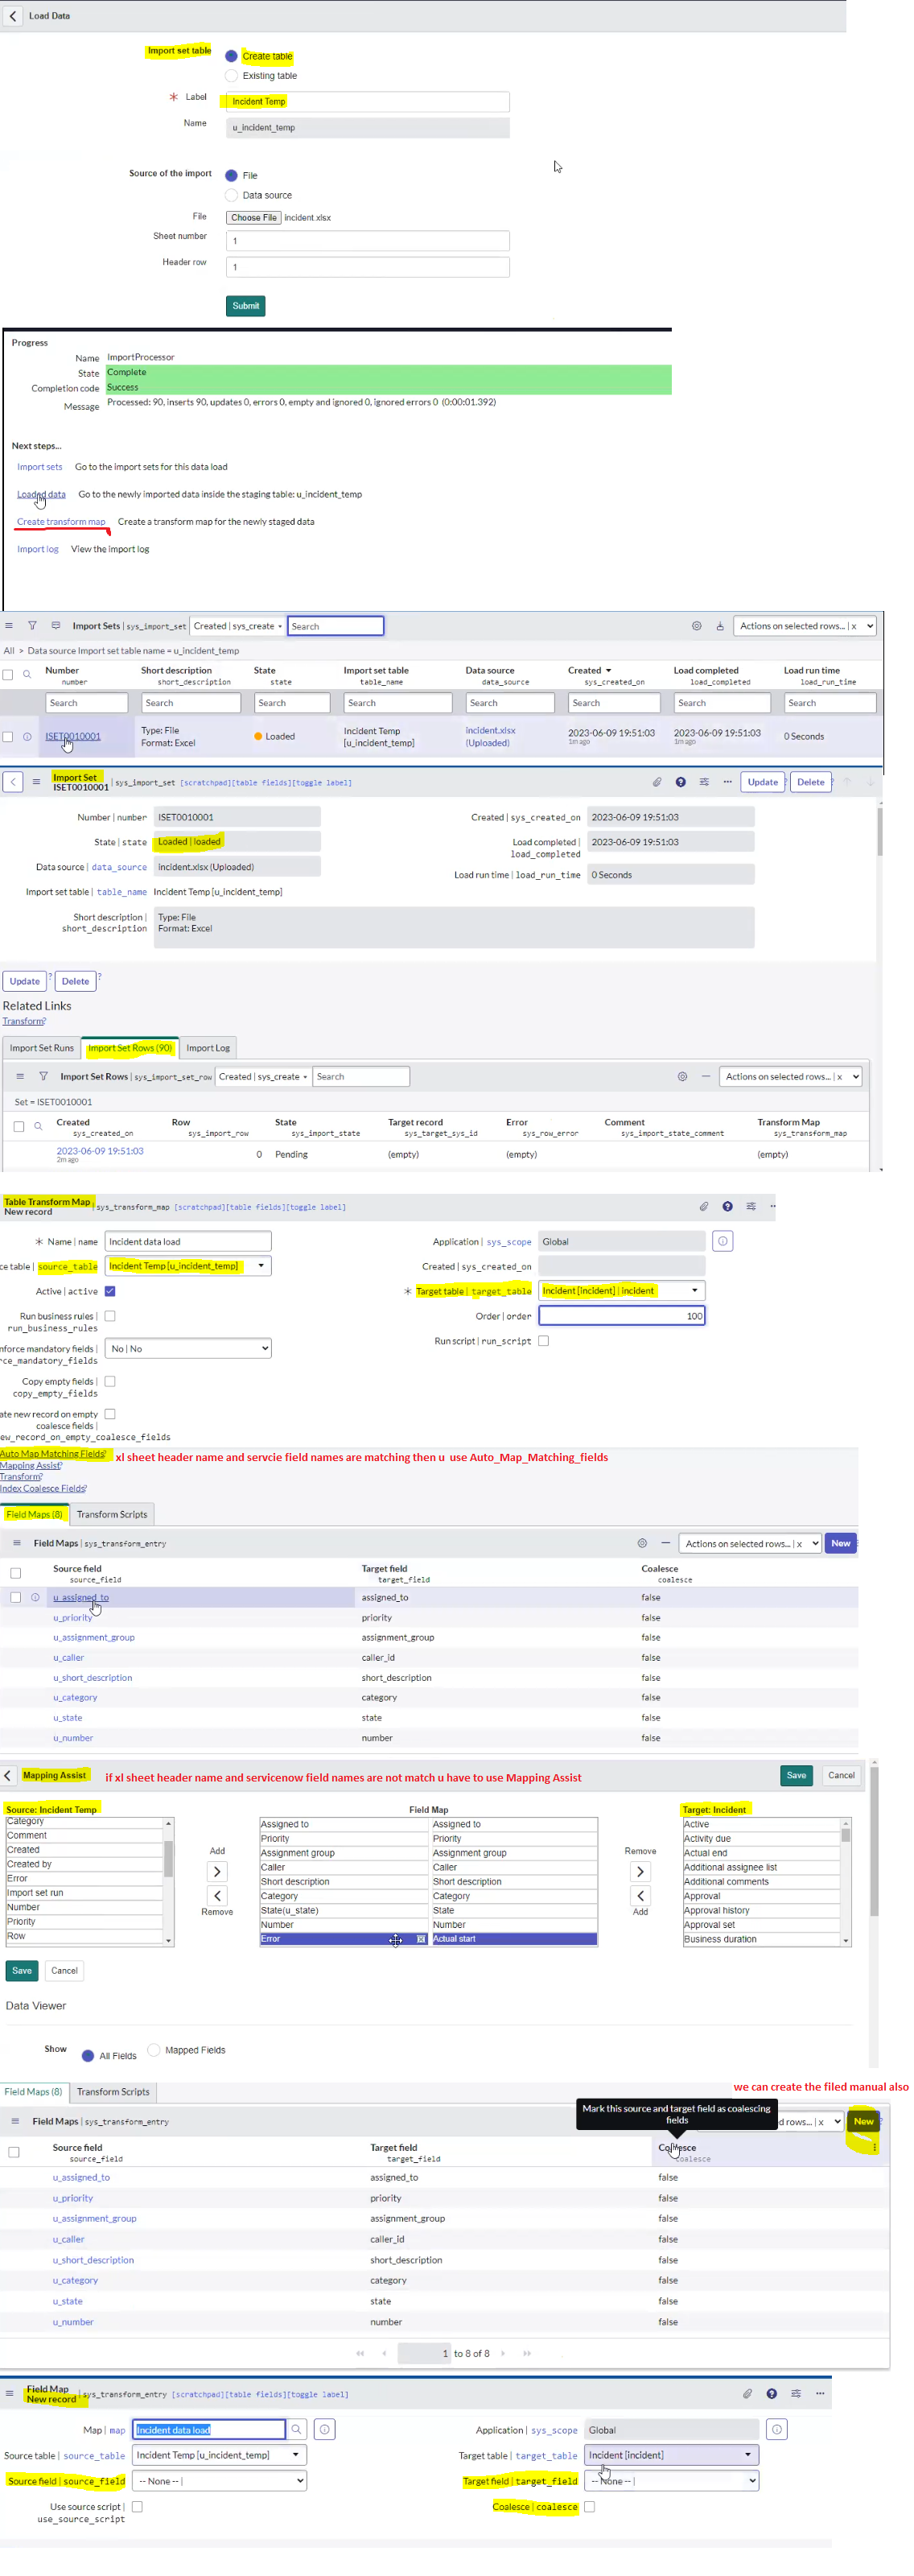 Load Data
Import set table
Create table
Existing table
Label Incident Temp
Name u_incident_temp
Source of the import
File
Data source
File Choose File incident.xlsx
Sheet number 1
Header row 1
Submit
Progress
Name ImportProcessor
State Complete
Completion code Success
Message Processed: 90, inserts 90, updates 0, errors 0, empty and ignored 0, ignored errors 0 (0:00:01.392)
Next steps...
Import sets Go to the import sets for this data load
Loaded data Go to the newly imported data inside the staging table: u_incident_temp
Create transform map Create a transform map for the newly staged data
Import log View the import log
Import Sets | sys_import_set Created | sys_create Search Actions on selected rows... | x
All > Data source Import set table name = u_incident_temp
Number Short description State Import set table Data source Created Load completed Load run time
number short_description state table_name data_source sys_created_on load_completed load_run_time
Search Search Search Search Search Search Search Search
ISET0010001 Type: File Loaded Incident Temp incident.xlsx 2023-06-09 19:51:03 2023-06-09 19:51:03 0 Seconds
Format: Excel [u_incident_temp] (Uploaded) 1m ago 1m ago
Import Set
ISET0010001 | sys_import_set [scratchpad][table fields][toggle label] Update Delete
Number | number ISET0010001 Created | sys_created_on 2023-06-09 19:51:03
State | state Loaded | loaded Load completed | 2023-06-09 19:51:03
load_completed
Data source | data_source incident.xlsx (Uploaded) Load run time | load_run_time 0 Seconds
Import set table | table_name Incident Temp [u_incident_temp]
Short description | Type: File
short_description Format: Excel
Update ? Delete ?
Related Links
Transform?
Import Set Runs Import Set Rows (90) Import Log
Import Set Rows | sys_import_set_row Created | sys_create Search Actions on selected rows... | x
Set = ISET0010001
Created Row State Target record Error Comment Transform Map
sys_created_on sys_import_row sys_import_state sys_target_sys_id sys_row_error sys_import_state_comment sys_transform_map
2023-06-09 19:51:03 0 Pending (empty) (empty) (empty)
2m ago
Table Transform Map
New record | sys_transform_map [scratchpad][table fields][toggle label]
Name | name Incident data load Application | sys_scope Global
ce table | source_table Incident Temp [u_incident_temp] Created | sys_created_on
Active | active Target table | target_table Incident [incident] | incident
Run business rules | Order | order 100
run_business_rules
nforce mandatory fields | No | No Run script | run_script
rce_mandatory_fields
Copy empty fields |
copy_empty_fields
ate new record on empty
coalesce fields |
ew_record_on_empty_coalesce_fields
Auto Map Matching Fields? xl sheet header name and servcie field names are matching then u use Auto_Map_Matching_fields
Mapping Assist?
Transform?
Index Coalesce Fields?
Field Maps (8) Transform Scripts
Field Maps | sys_transform_entry Actions on selected rows... | x New
Source field Target field Coalesce
source_field target_field coalesce
u_assigned_to assigned_to false
u_priority priority false
u_assignment_group assignment_group false
u_caller caller_id false
u_short_description short_description false
u_category category false
u_state state false
u_number number false
Mapping Assist if xl sheet header name and servicenow field names are not match u have to use Mapping Assist Save Cancel
Source: Incident Temp Field Map Target: Incident
Category Assigned to Assigned to Active
Comment Priority Priority Activity due
Created Add Assignment group Assignment group Remove Actual end
Created by Caller Caller Additional assignee list
Error Short description Short description Additional comments
Import set run Category Category Approval
Number Remove State(u_state) State Add Approval history
Priority Number Number Approval set
Row Error Actual start Business duration
Save Cancel
Data Viewer
Show All Fields Mapped Fields
Field Maps (8) Transform Scripts we can create the filed manual also
Mark this source and target field as coalescing
fields
Field Maps | sys_transform_entry ed rows... | x New
Source field Target field Coalesce
source_field target_field coalesce
u_assigned_to assigned_to false
u_priority priority false
u_assignment_group assignment_group false
u_caller caller_id false
u_short_description short_description false
u_category category false
u_state state false
u_number number false
1 to 8 of 8
Field Map
New record | sys_transform_entry [scratchpad][table fields][toggle label]
Map | map Incident data load Application | sys_scope Global
Source table | source_table Incident Temp [u_incident_temp] Target table | target_table Incident [incident]
Source field | source_field -- None -- | Target field | target_field -- None -- |
Use source script | Coalesce | coalesce
use_source_script